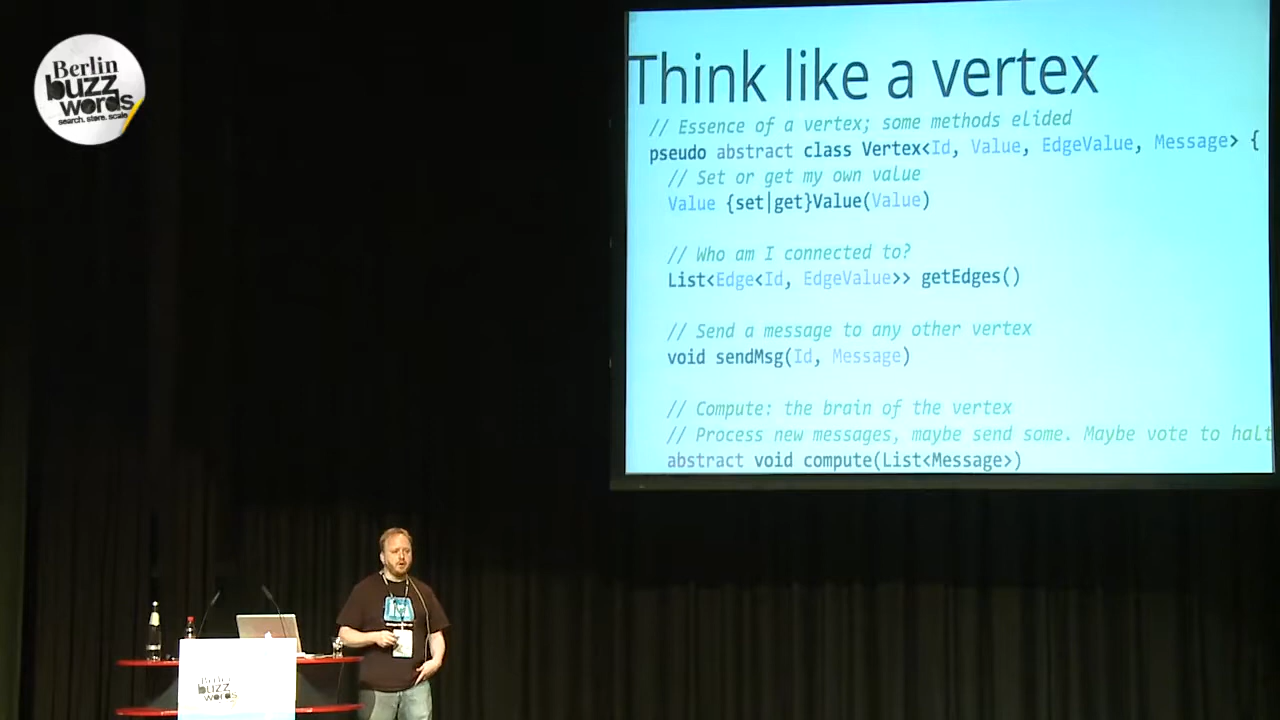 Berlin
buzz
words
search. store. scale
Think like a vertex
// Essence of a vertex; some methods elided
pseudo abstract class Vertex<Id, Value, EdgeValue, Message> {
// Set or get my own value
Value {set|get}Value(Value)
// Who am I connected to?
List<Edge<Id, EdgeValue>> getEdges()
// Send a message to any other vertex
void sendMsg(Id, Message)
// Compute: the brain of the vertex
// Process new messages, maybe send some. Maybe vote to halt
abstract void compute(List<Message>)
Berlin
buzz
words